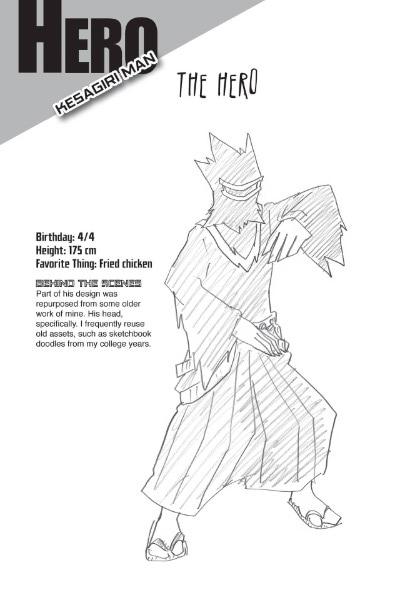 HERO
KESAGIRI MAN
THE HERO
Birthday: 4/4
Height: 175 cm
Favorite Thing: Fried chicken
BEHIND THE SCENES
Part of his design was
repurposed from some older
work of mine. His head,
specifically. I frequently reuse
old assets, such as sketchbook
doodles from my college years.